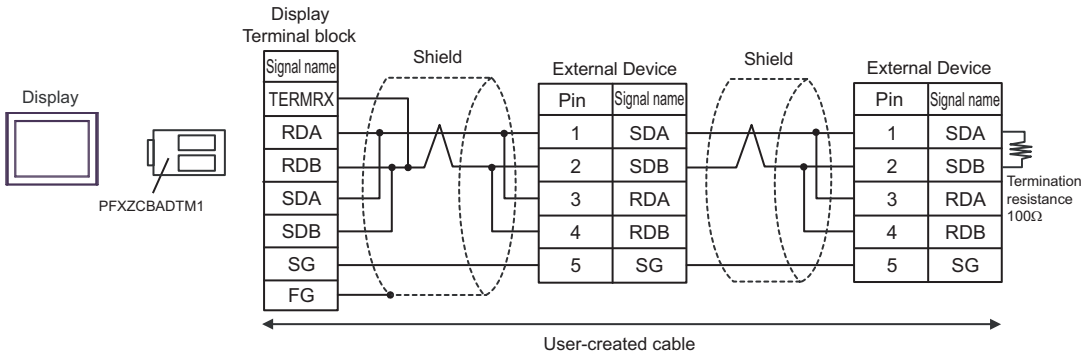 Display
PFXZCBADTM1
Display
Terminal block
Signal name
TERMRX
RDA
RDB
SDA
SDB
SG
FG
Shield
External Device
Pin Signal name
1 SDA
2 SDB
3 RDA
4 RDB
5 SG
Shield
External Device
Pin Signal name
1 SDA
2 SDB
3 RDA
4 RDB
5 SG
Termination
resistance
100Ω
User-created cable